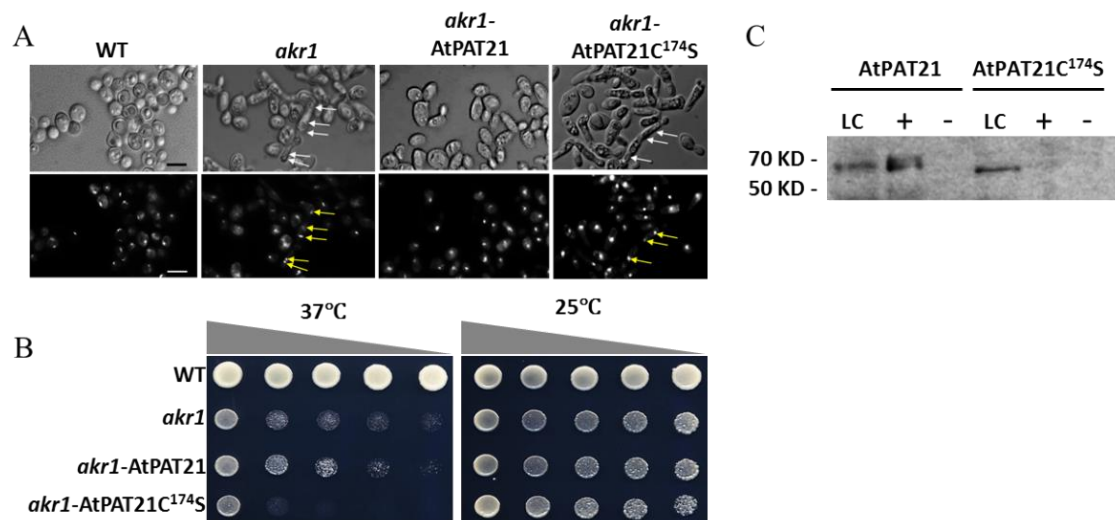 A
WT
akr1
akr1-
AtPAT21
akr1-
AtPAT21C¹⁷⁴S
B
37℃
25℃
WT
akr1
akr1-AtPAT21
akr1-AtPAT21C¹⁷⁴S
C
AtPAT21 AtPAT21C¹⁷⁴S
LC + - LC + -
70 KD -
50 KD -